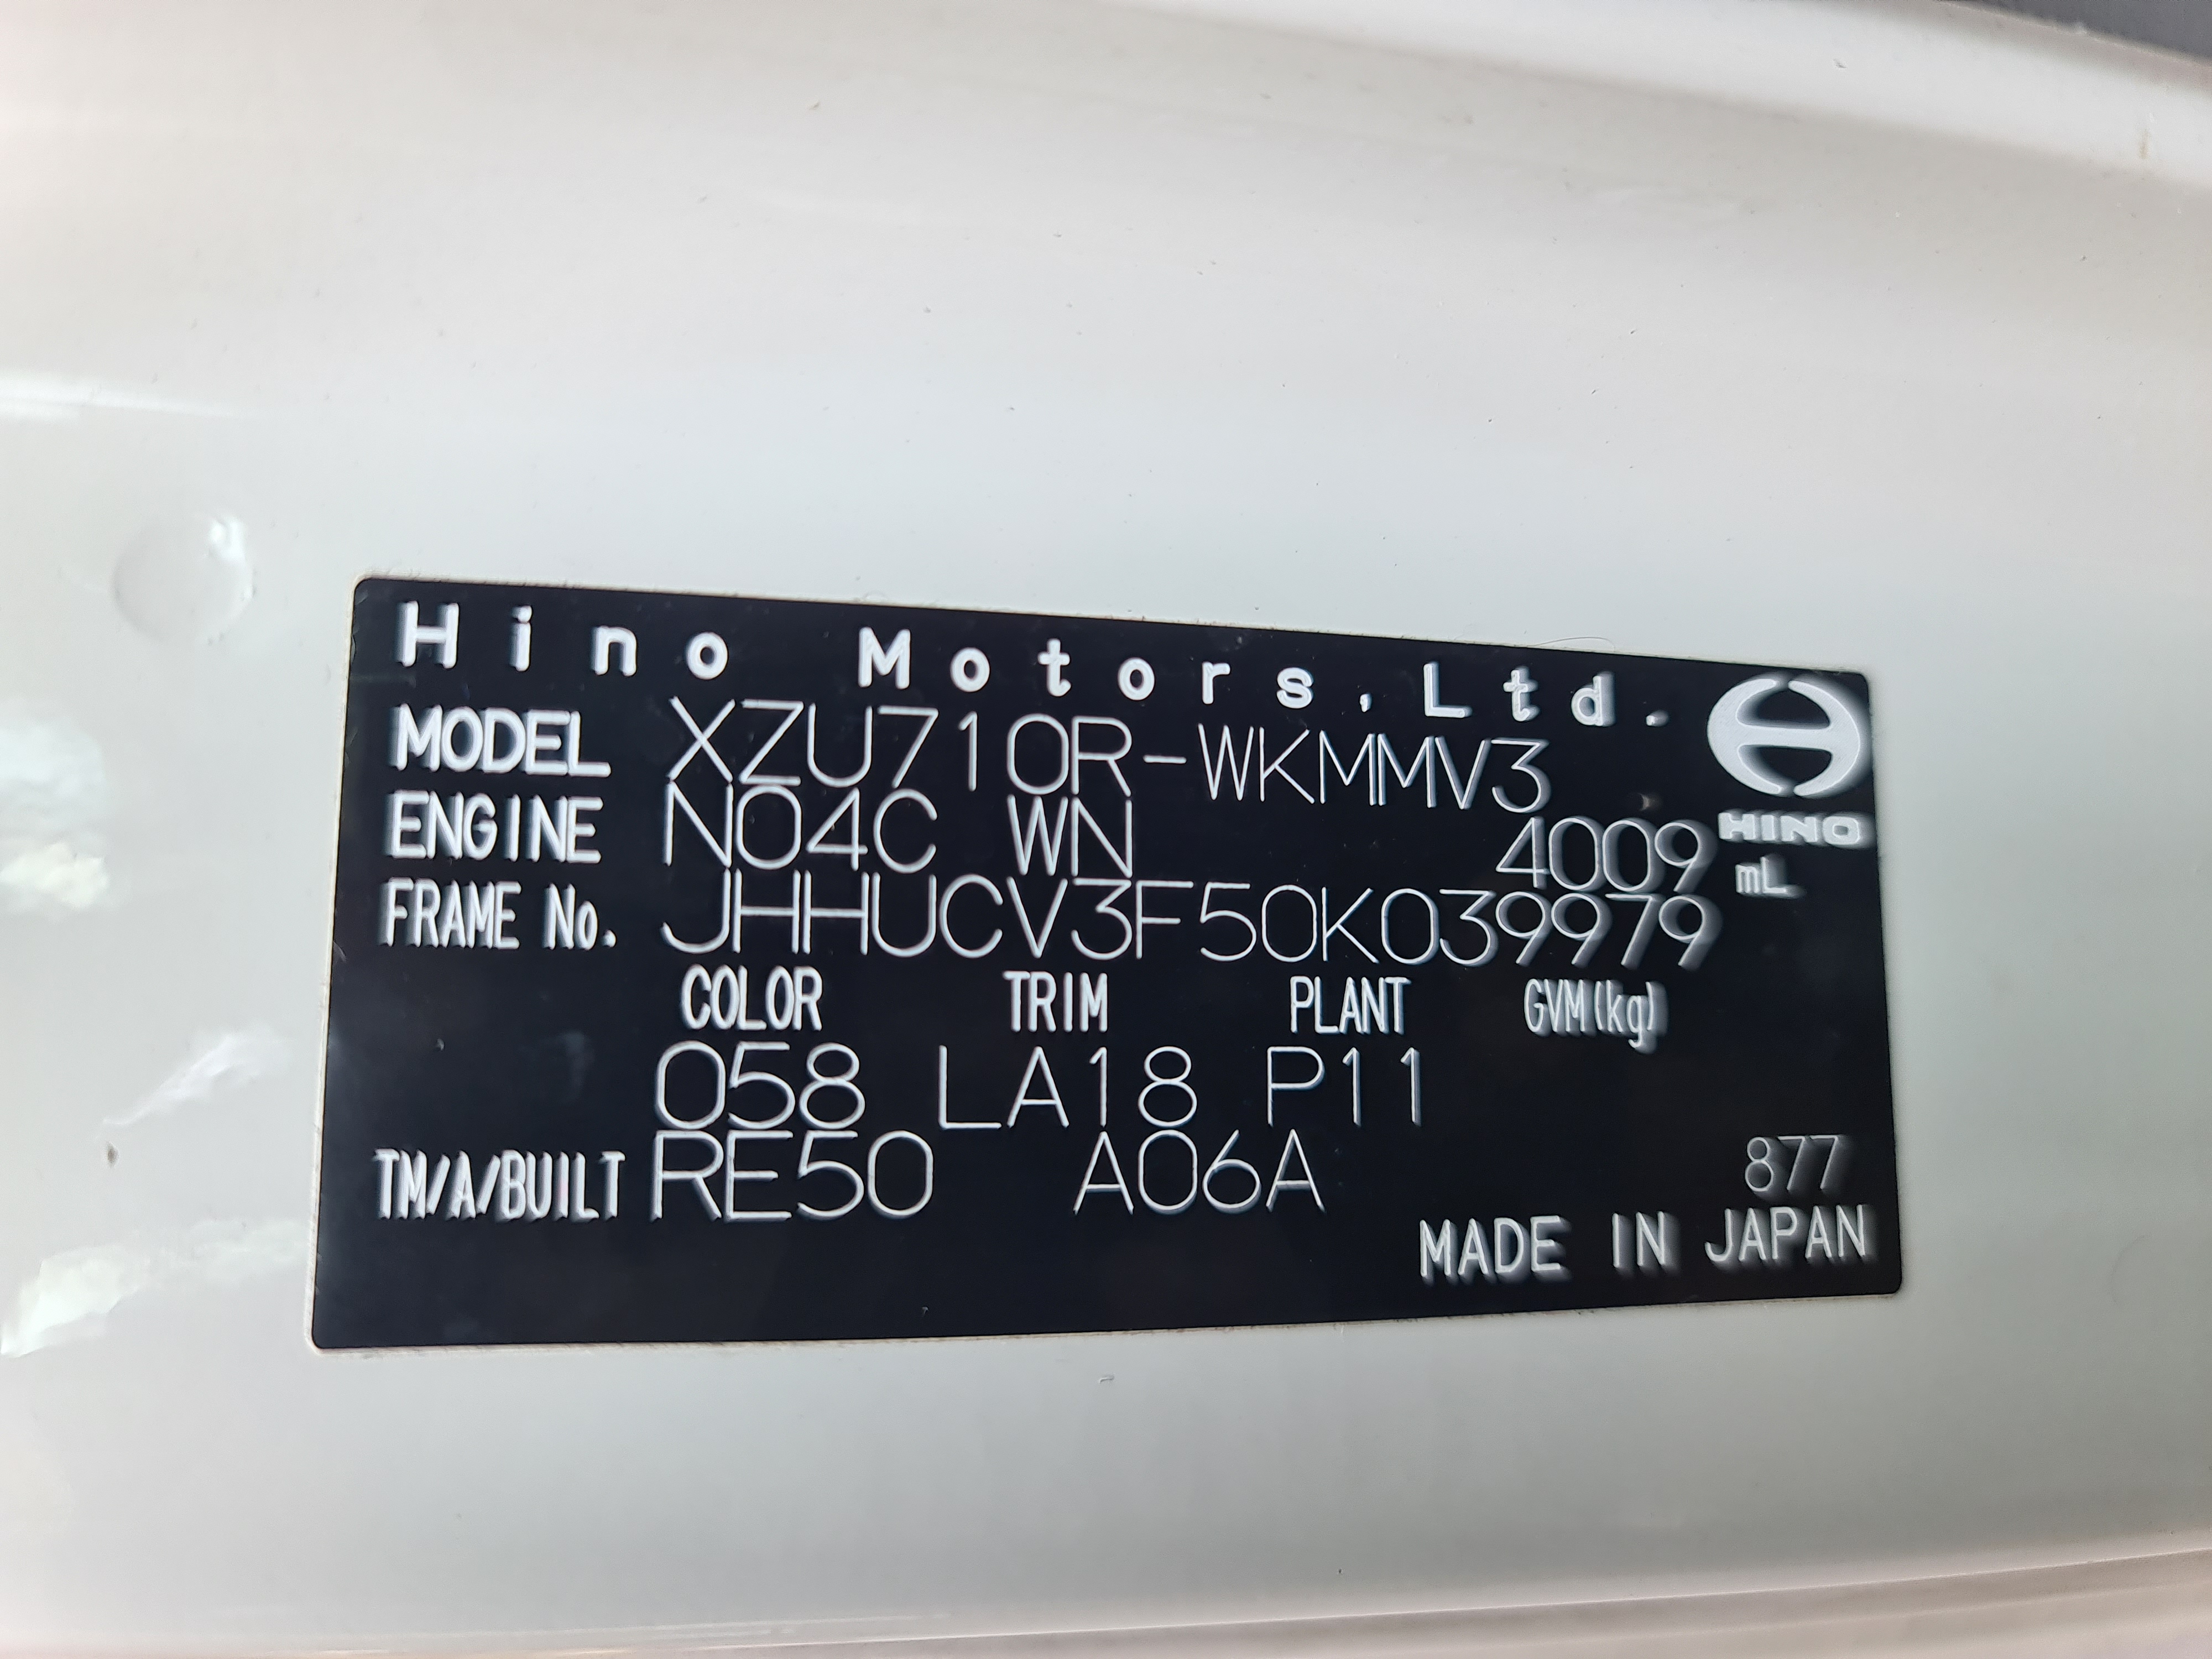 Hino Motors,Ltd.
MODEL XZU710R-WKMMV3
HINO
ENGINE N04C WN 4009 mL
FRAME No. JHHUCV3F50K039979
COLOR TRIM PLANT GVM(kg)
058 LA18 P11
TM/A/BUILT RE50 A06A 877
MADE IN JAPAN